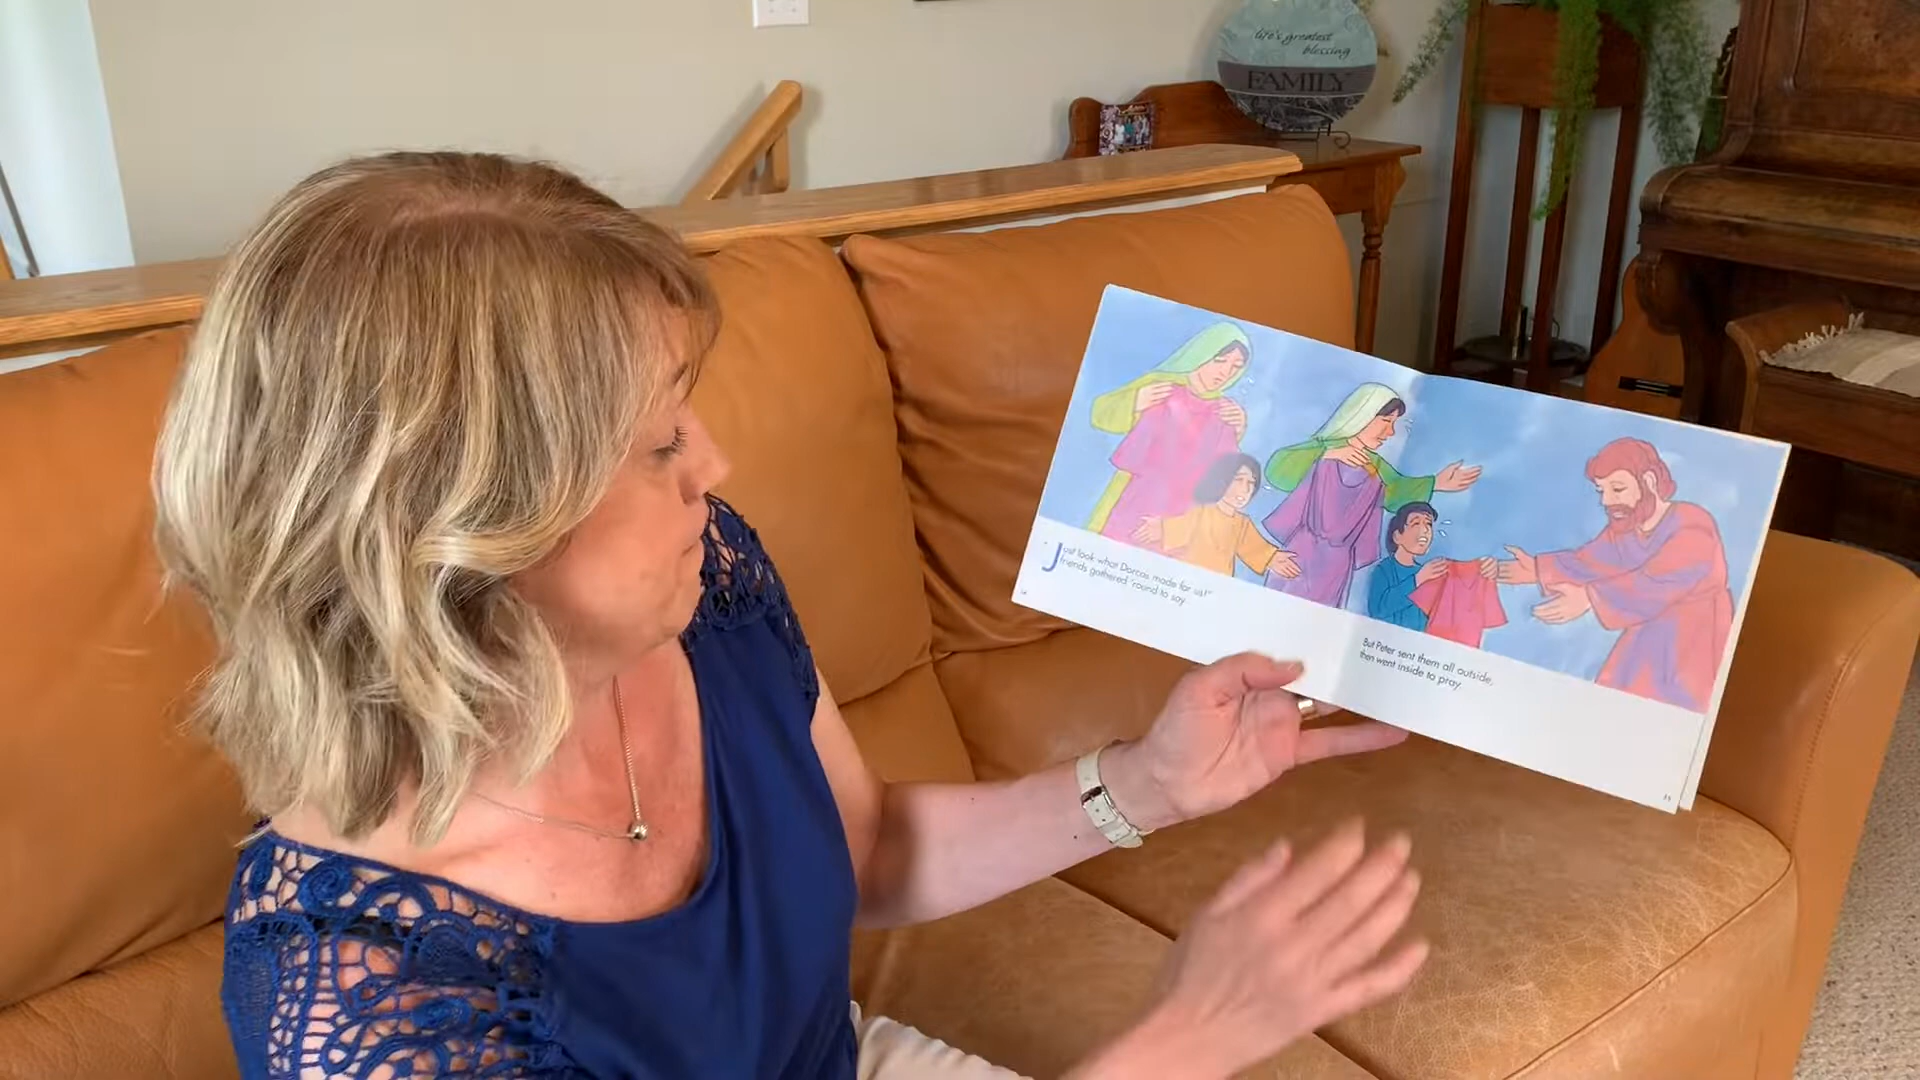 life's greatest
blessing
FAMILY
"Just look what Dorcas made for us!"
friends gathered 'round to say.
But Peter sent them all outside,
then went inside to pray.